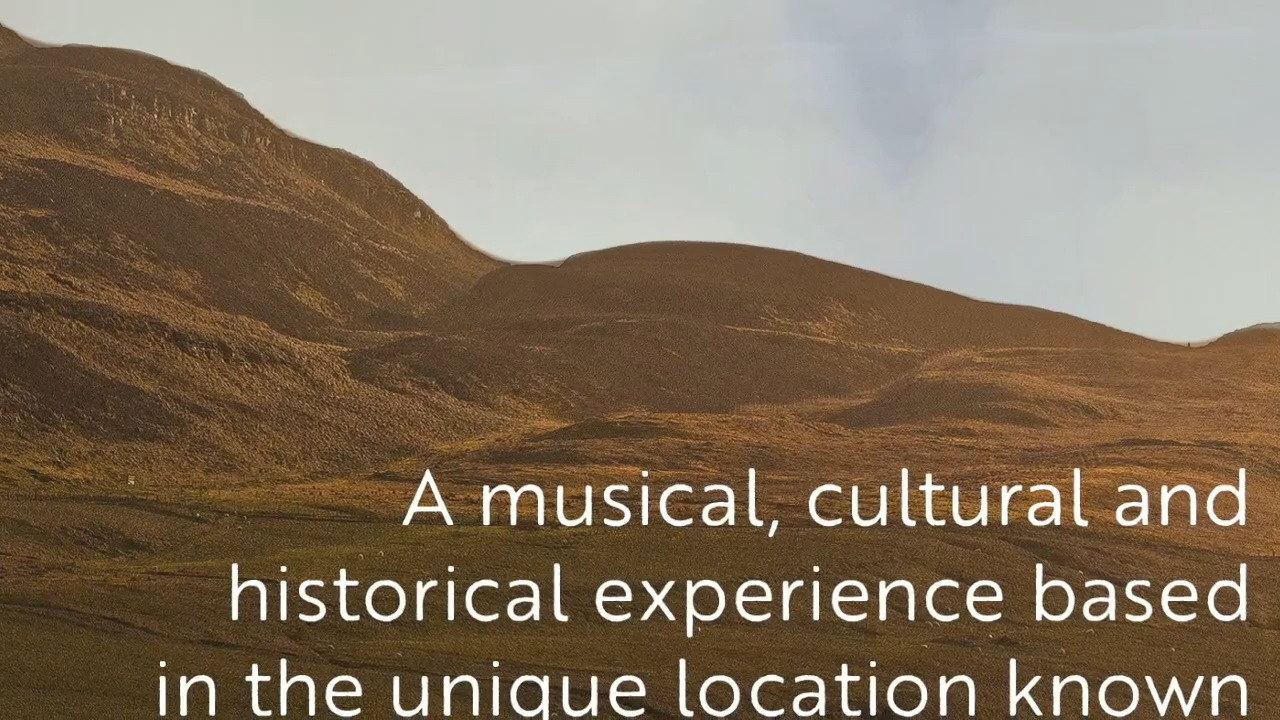 A musical, cultural and
historical experience based
in the unique location known